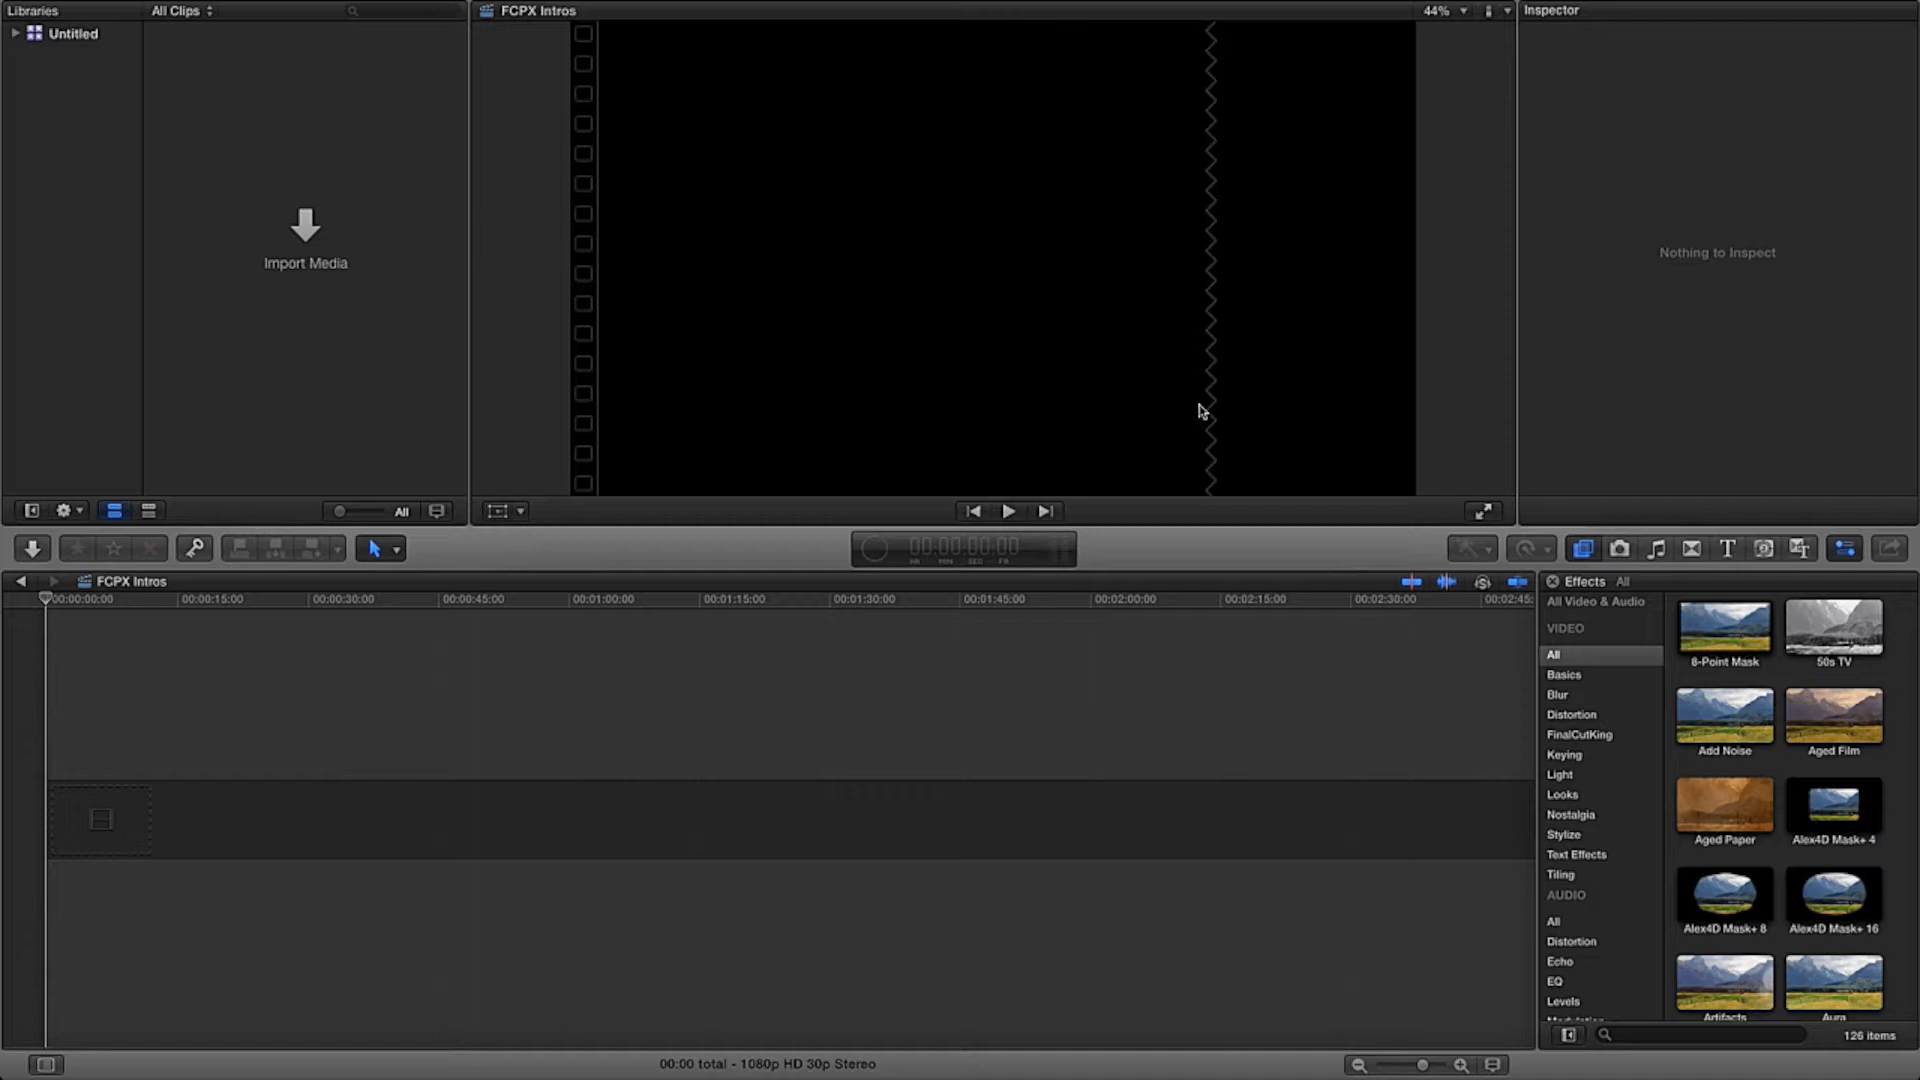 Libraries
All Clips
FCPX Intros
44%
Inspector
Untitled
Import Media
Nothing to Inspect
All
00:00:00:00
HR MIN SEC FR
FCPX Intros
Effects All
00:00:00:00
00:00:15:00
00:00:30:00
00:00:45:00
00:01:00:00
00:01:15:00
00:01:30:00
00:01:45:00
00:02:00:00
00:02:15:00
00:02:30:00
00:02:45:
All Video & Audio
VIDEO
All
Basics
Blur
Distortion
FinalCutKing
Keying
Light
Looks
Nostalgia
Stylize
Text Effects
Tiling
AUDIO
All
Distortion
Echo
EQ
Levels
8-Point Mask
50s TV
Add Noise
Aged Film
Aged Paper
Alex4D Mask+ 4
Alex4D Mask+ 8
Alex4D Mask+ 16
Artifacts
Aura
126 items
00:00 total - 1080p HD 30p Stereo